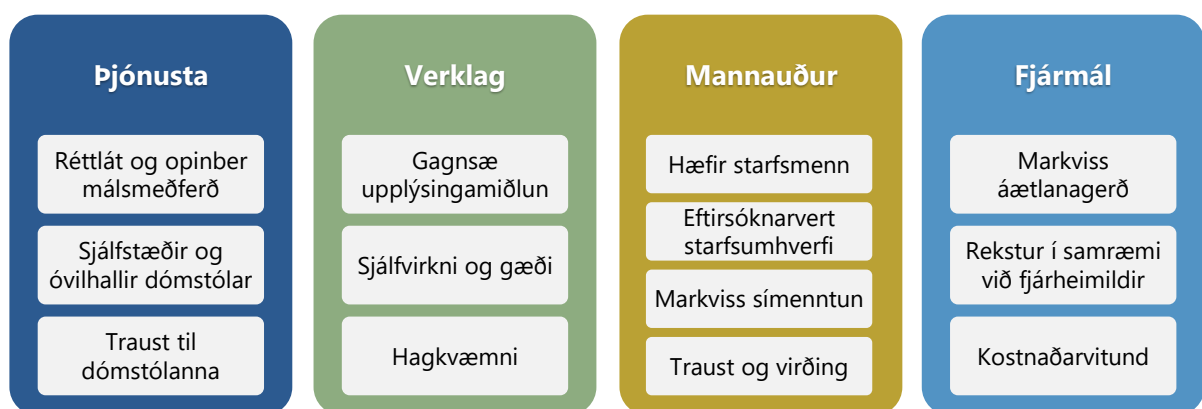 Þjónusta
Réttlát og opinber
málsmeðferð
Sjálfstæðir og
óvilhallir dómstólar
Traust til
dómstólanna
Verklag
Gagnsæ
upplýsingamiðlun
Sjálfvirkni og gæði
Hagkvæmni
Mannauður
Hæfir starfsmenn
Eftirsóknarvert
starfsumhverfi
Markviss símenntun
Traust og virðing
Fjármál
Markviss
áætlanagerð
Rekstur í samræmi
við fjárheimildir
Kostnaðarvitund